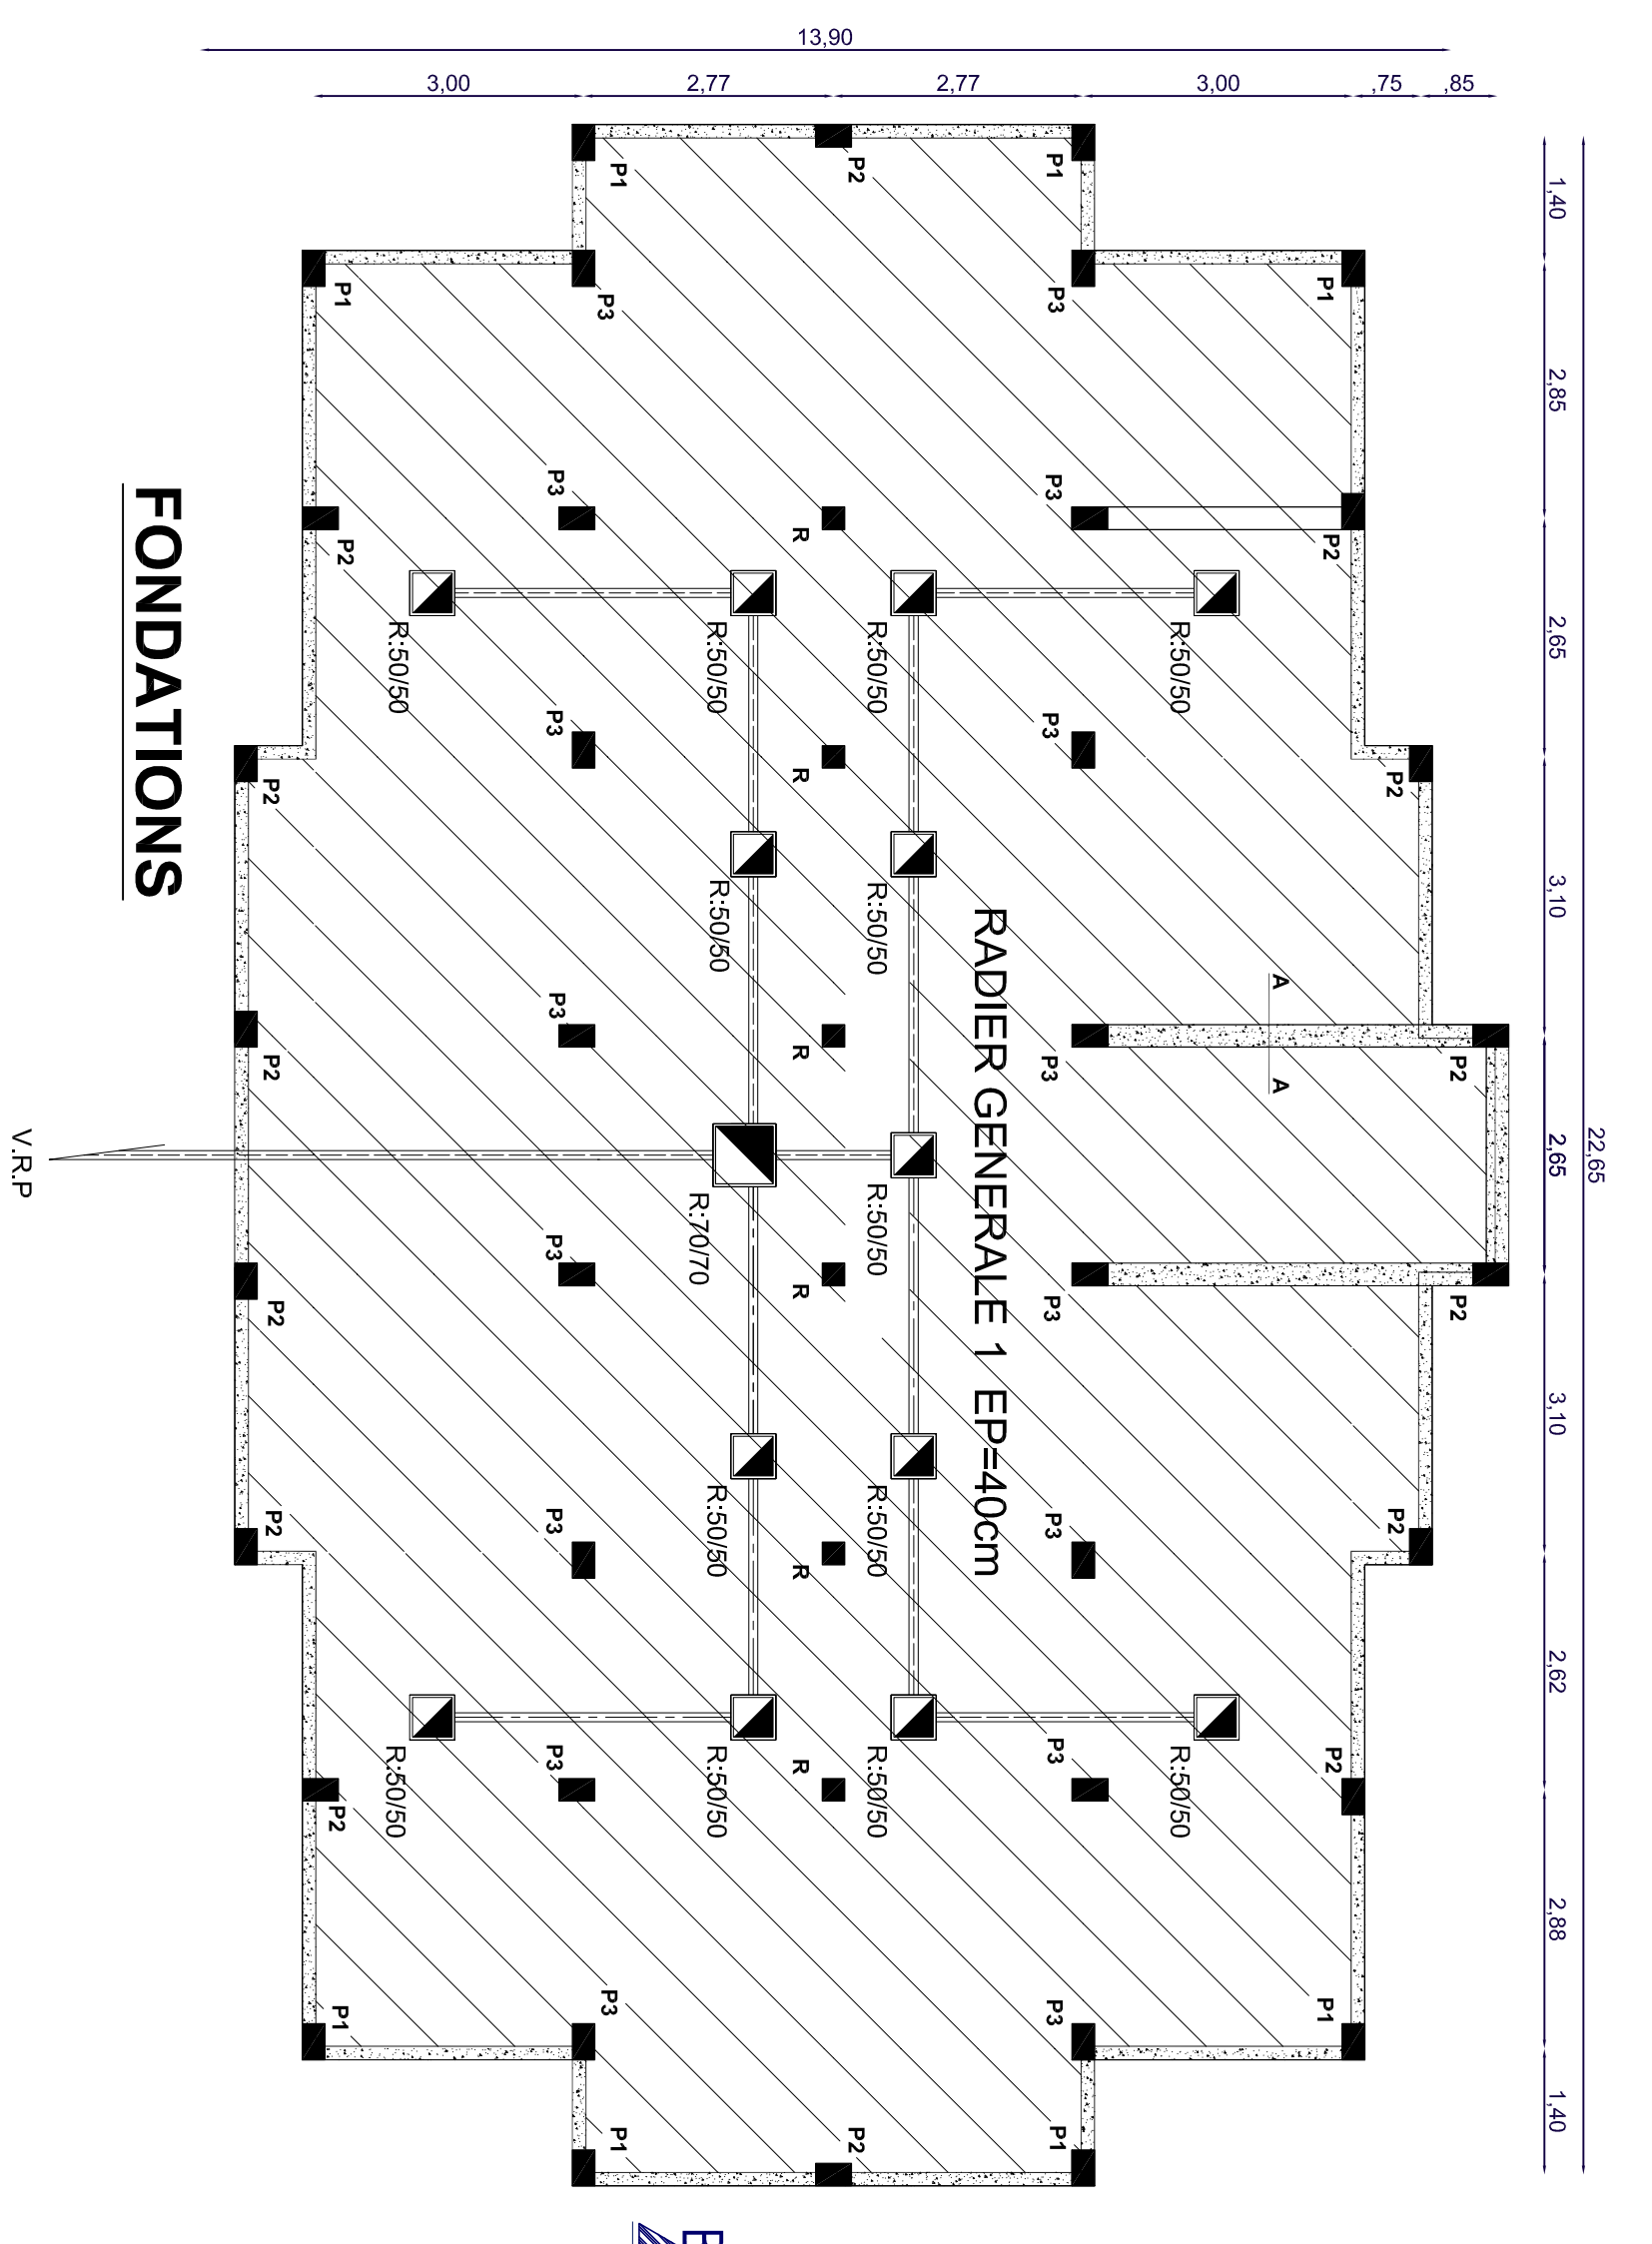 13,90
3,00 2,77 2,77 3,00 ,75 ,85
P1 P2 P1
1,40
P1 P3 P3 P1
2,85
P3 P3
P2 R P2
R:50/50 R:50/50 R:50/50 R:50/50
2,65
P3 R P3
P2 P2
R:50/50 R:50/50
3,10
RADIER GENERALE 1 EP=40cm
A
A
P3 R P3 P2
P2
22,65
2,65
V.R.P
R:70/70 R:50/50
P3 R P3 P2
P2
3,10
R:50/50 R:50/50
P2 P3 R P3 P2
2,62
R:50/50 R:50/50 R:50/50 R:50/50
P3 R P3 P2
P2
2,88
P1 P3 P3 P1
1,40
P1 P2 P1
FONDATIONS